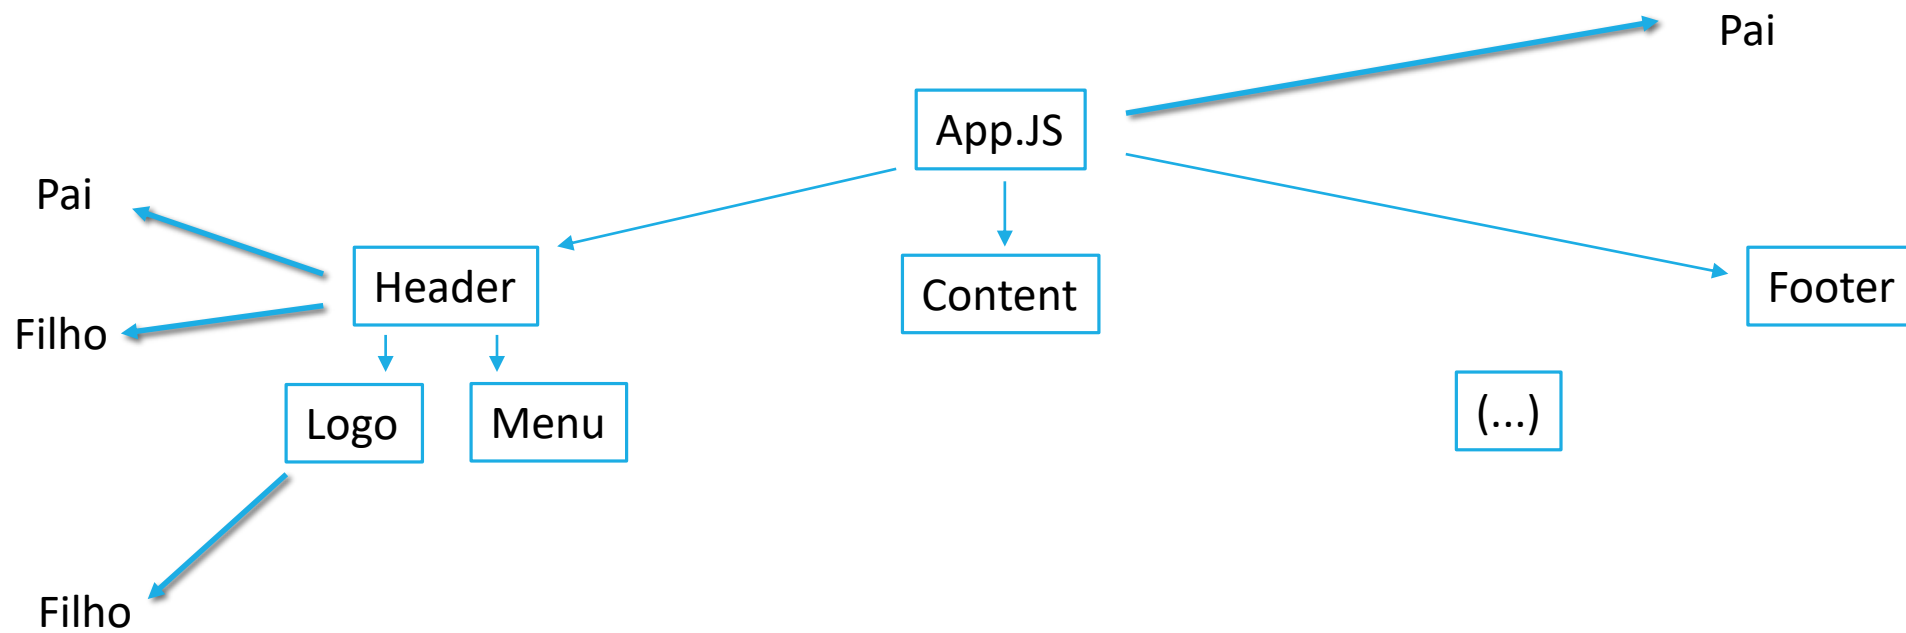 Pai
App.JS
Pai
Header
Content
Footer
Filho
Logo
Menu
(...)
Filho